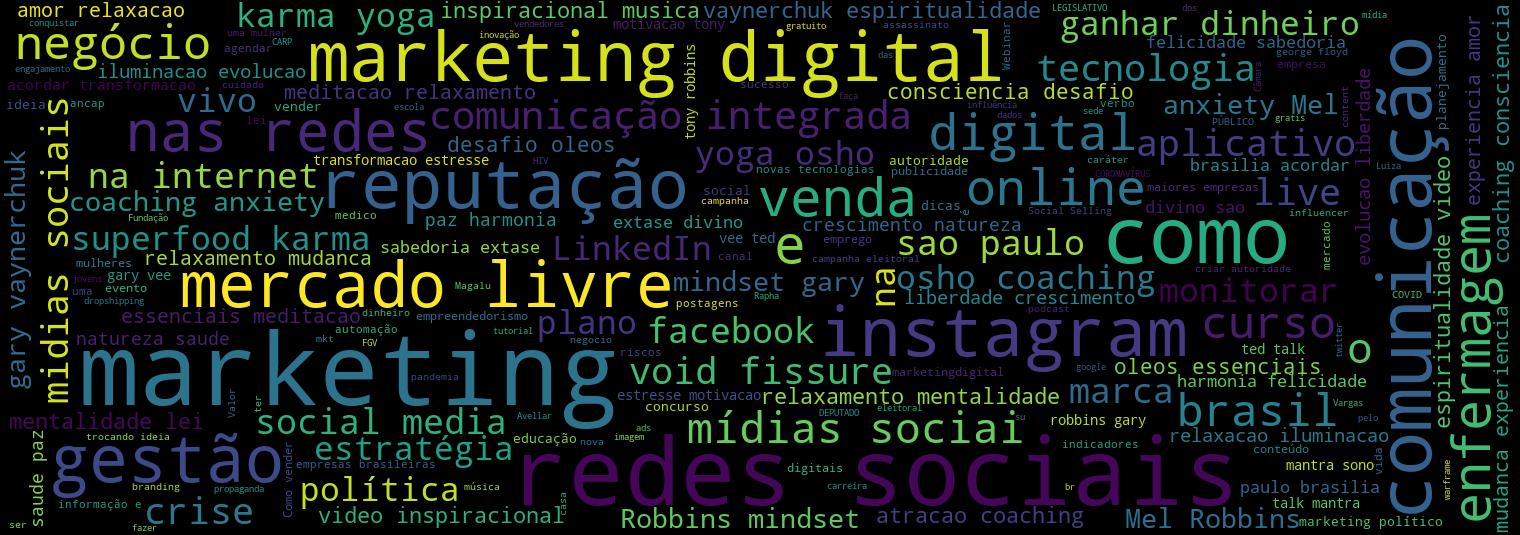 amor relaxacao
karma yoga
inspiracional musica
vaynerchuk espiritualidade
LEGISLATIVO
dos
conquistar
uma mulher
CARP
motivacao tony
vendedores
inovação
gratuito
assassinato
ganhar dinheiro
mídia
negócio
agendar
marketing digital
das
Webinar
felicidade sabedoria
george floyd
engajamento
iluminacao evolucao
tony robbins
tecnologia
empresa
Câmara
acordar transformacao
cuidado
meditacao relaxamento
sucesso
consciencia desafio
ideia
ancap
vivo
vender
escola
faça
influência
dados
sede
verbo
anxiety Mel
content
planejamento
experiencia amor
coaching consciencia
nas redes
lei
comunicação integrada
digital
PÚBLICO
gratis
aplicativo
desafio oleos
yoga osho
autoridade
publicidade
caráter
brasilia acordar
evolucao liberdade
Luiza
transformacao estresse
HIV
novas tecnologias
CORONAVÍRUS
gary vaynerchuk
midias sociais
na internet
reputação
social
campanha
venda
dicas
online
maiores empresas
live
coaching anxiety
medico
paz harmonia
extase divino
crescimento natureza
é
Social Selling
divino sao
influencer
Fundação
superfood karma
sabedoria extase
LinkedIn
vee ted
canal
e
emprego
campanha eleitoral
sao paulo
como
mercado
comunicação
espiritualidade video
mulheres
relaxamento mudanca
gary vee
jovens
evento
uma
dropshipping
mercado livre
Magalu
mindset gary
postagens
Rapha
na
osho coaching
criar autoridade
liberdade crescimento
monitorar
COVID
enfermagem
essenciais meditacao
dinheiro
empreendedorismo
plano
facebook
podcast
instagram
curso
twitter
natureza saude
automação
mkt
FGV
tutorial
negocio
riscos
ted talk
o
marketing
pandemia
void fissure
marketingdigital
google
oleos essenciais
harmonia felicidade
Valor
ter
estresse motivacao
relaxamento mentalidade
marca
mentalidade lei
social media
concurso
Avellar
DEPUTADO
eleitoral
su
robbins gary
brasil
Vargas
pelo
saude paz
trocando ideia
estratégia
educação
nova
ads
imagem
mídias sociai
indicadores
relaxacao iluminacao
conteúdo
vida
gestão
Como vender
empresas brasileiras
digitais
redes sociais
mantra sono
warframe
branding
propaganda
política
música
casa
carreira
br
paulo brasilia
mudanca experiencia
informação e
crise
video inspiracional
Robbins mindset
atracao coaching
Mel Robbins
talk mantra
marketing político
ser
fazer